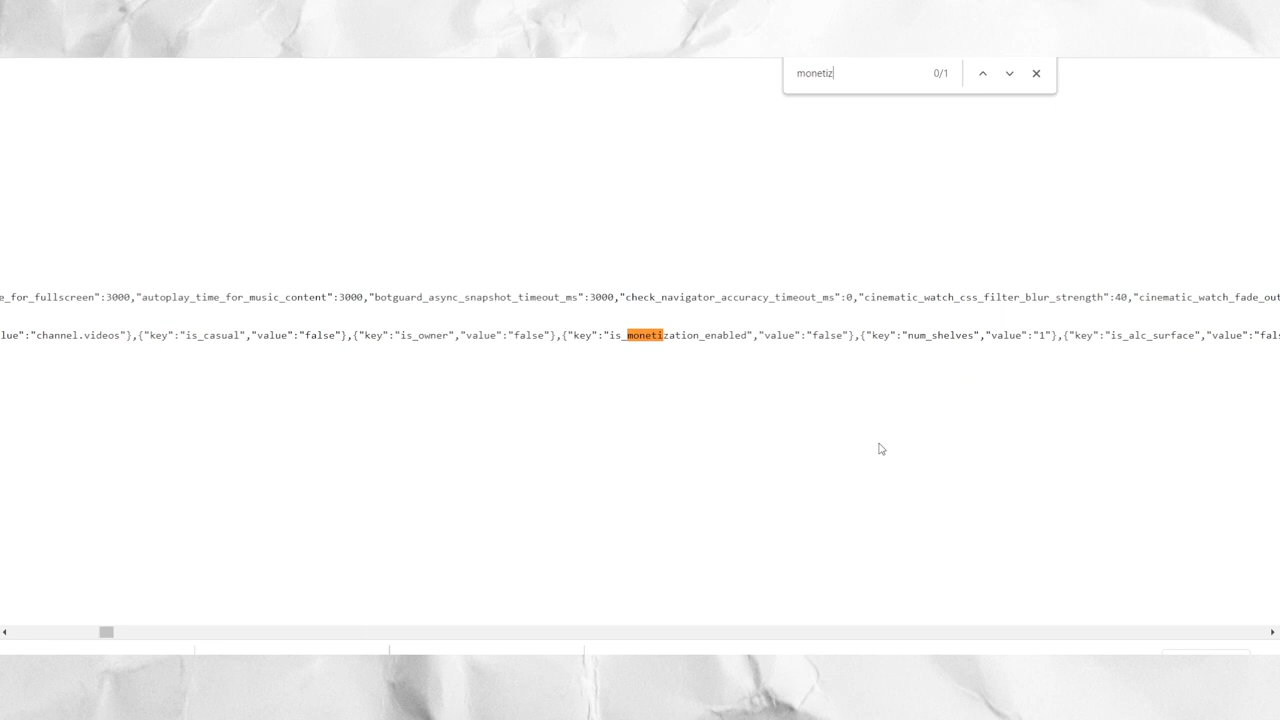 monetiz 0/1
e_for_fullscreen":3000,"autoplay_time_for_music_content":3000,"botguard_async_snapshot_timeout_ms":3000,"check_navigator_accuracy_timeout_ms":0,"cinematic_watch_css_filter_blur_strength":40,"cinematic_watch_fade_out
lue":"channel.videos"},{"key":"is_casual","value":"false"},{"key":"is_owner","value":"false"},{"key":"is_monetization_enabled","value":"false"},{"key":"num_shelves","value":"1"},{"key":"is_alc_surface","value":"fals